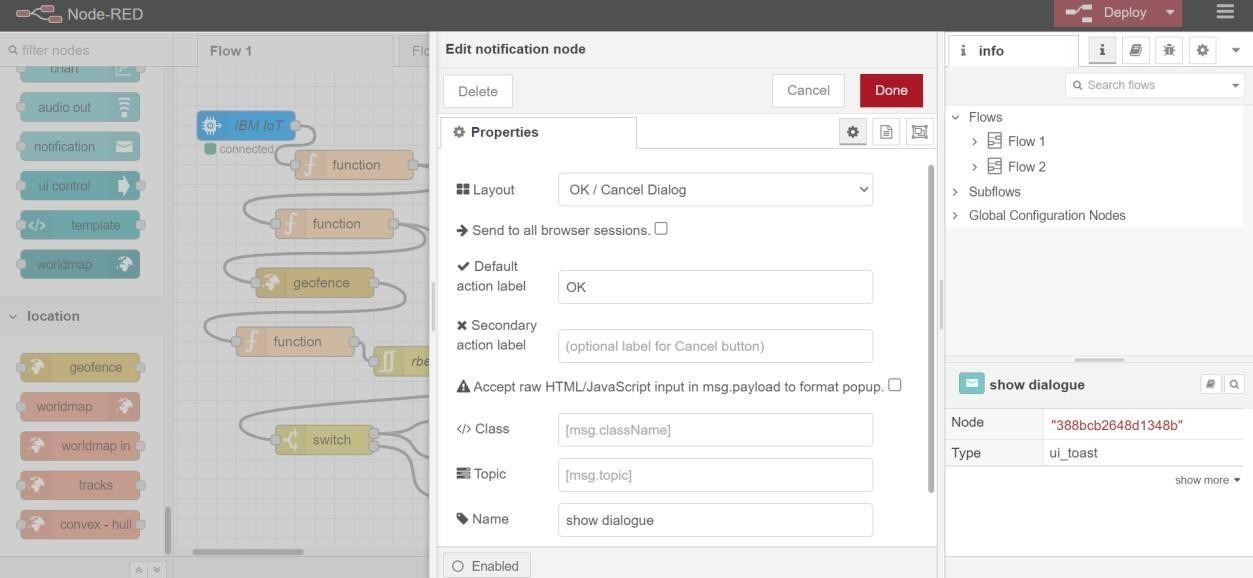 Node-RED
Deploy
filter nodes
chart
audio out
notification
ui control
template
worldmap
location
geofence
worldmap
worldmap in
tracks
convex - hull
Flow 1
IBM IoT
connected
function
function
geofence
function
switch
Edit notification node
Delete
Cancel
Done
Properties
Layout
OK / Cancel Dialog
Send to all browser sessions.
Default
action label
OK
Secondary
action label
(optional label for Cancel button)
Accept raw HTML/JavaScript input in msg.payload to format popup.
</> Class
[msg.className]
Topic
[msg.topic]
Name
show dialogue
Enabled
i info
Search flows
Flows
Flow 1
Flow 2
Subflows
Global Configuration Nodes
show dialogue
Node
"388bcb2648d1348b"
Type
ui_toast
show more